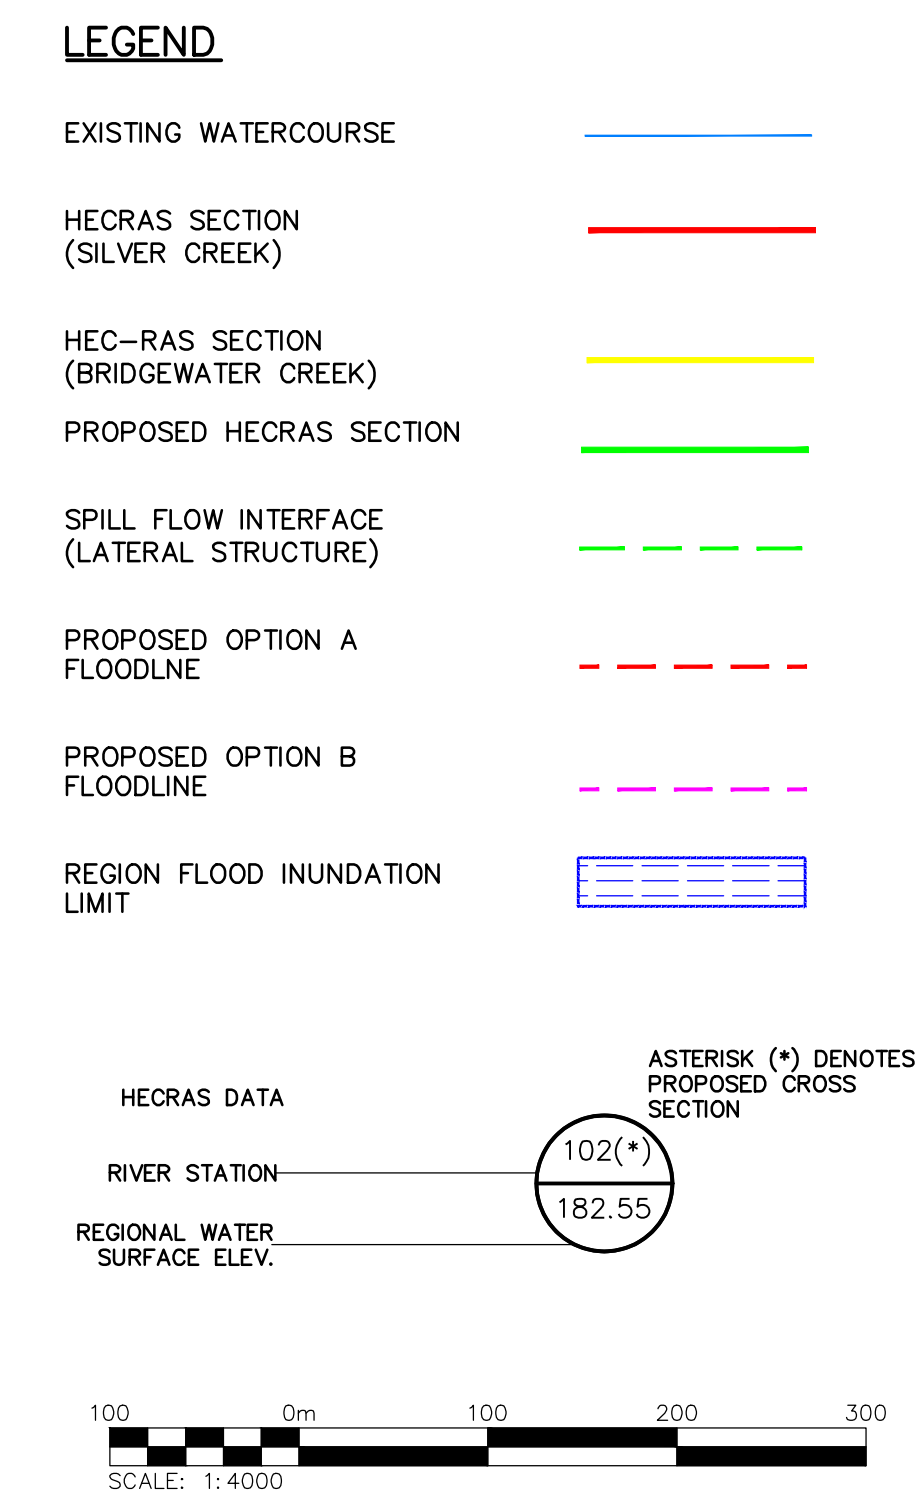 LEGEND
EXISTING WATERCOURSE
HECRAS SECTION
(SILVER CREEK)
HEC-RAS SECTION
(BRIDGEWATER CREEK)
PROPOSED HECRAS SECTION
SPILL FLOW INTERFACE
(LATERAL STRUCTURE)
PROPOSED OPTION A
FLOODLNE
PROPOSED OPTION B
FLOODLINE
REGION FLOOD INUNDATION
LIMIT
ASTERISK (*) DENOTES
PROPOSED CROSS
SECTION
HECRAS DATA
102(*)
RIVER STATION
182.55
REGIONAL WATER
SURFACE ELEV.
100 0m 100 200 300
SCALE: 1:4000